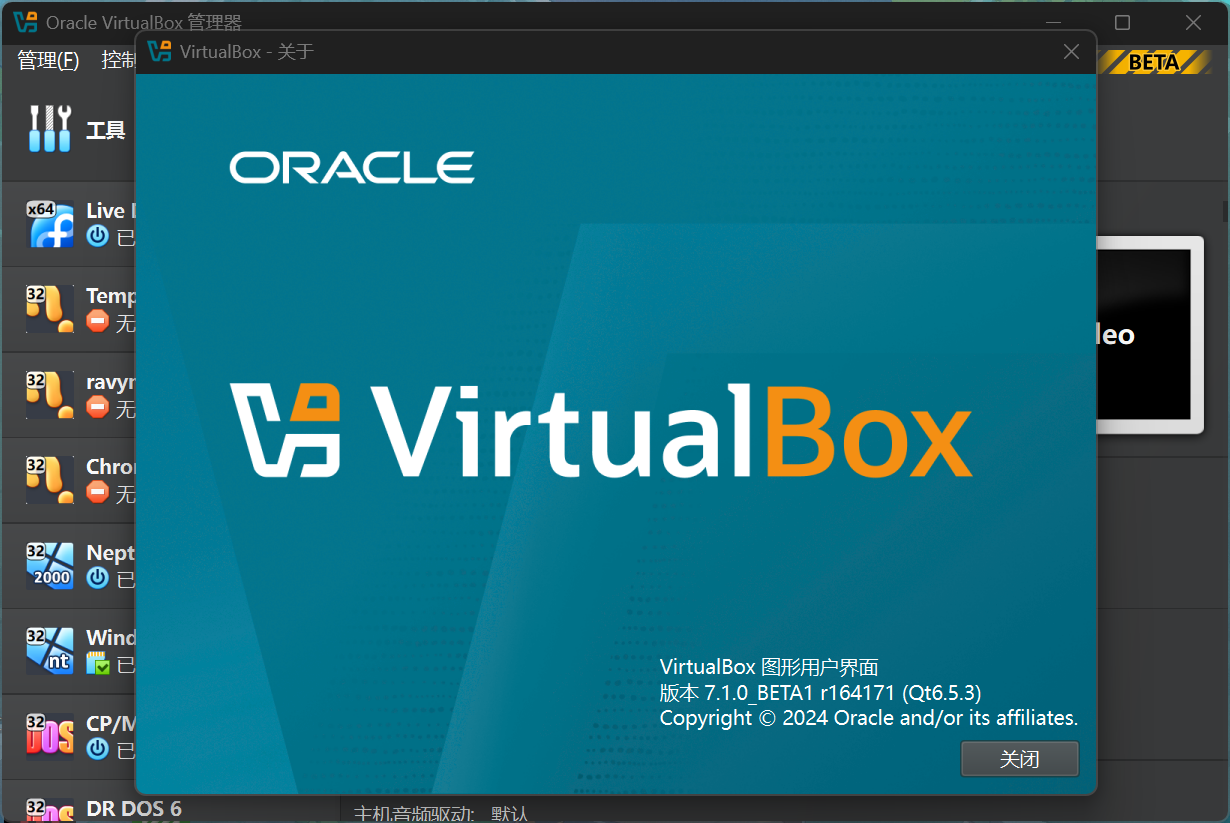 Oracle VirtualBox 管理器
VirtualBox - 关于
管理(F) 控制
BETA
工具
ORACLE
x64
Live
已
32
Temp
无
32
ravyn
无
leo
VirtualBox
32
Chro
无
32
2000
Nept
已
32
nt
Wind
已
VirtualBox 图形用户界面
版本 7.1.0_BETA1 r164171 (Qt6.5.3)
Copyright © 2024 Oracle and/or its affiliates.
32
DOS
CP/M
已
关闭
32
DOS
DR DOS 6
主机音频驱动: 默认